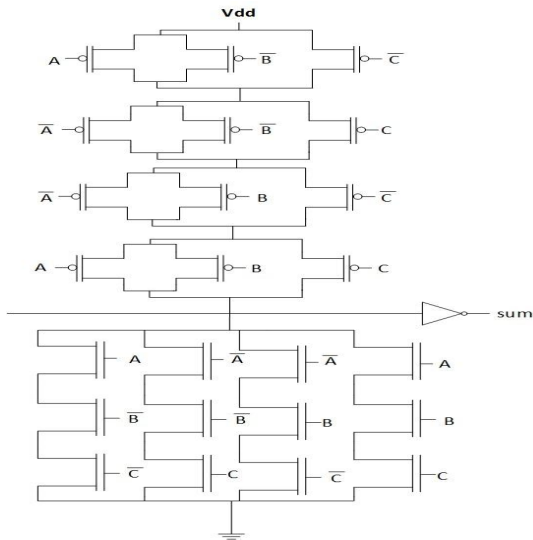 Vdd
A B̅ C̅
A̅ B̅ C
A̅ B C̅
A B C
sum
A A̅ A̅ A
B̅ B̅ B B
C̅ C C̅ C